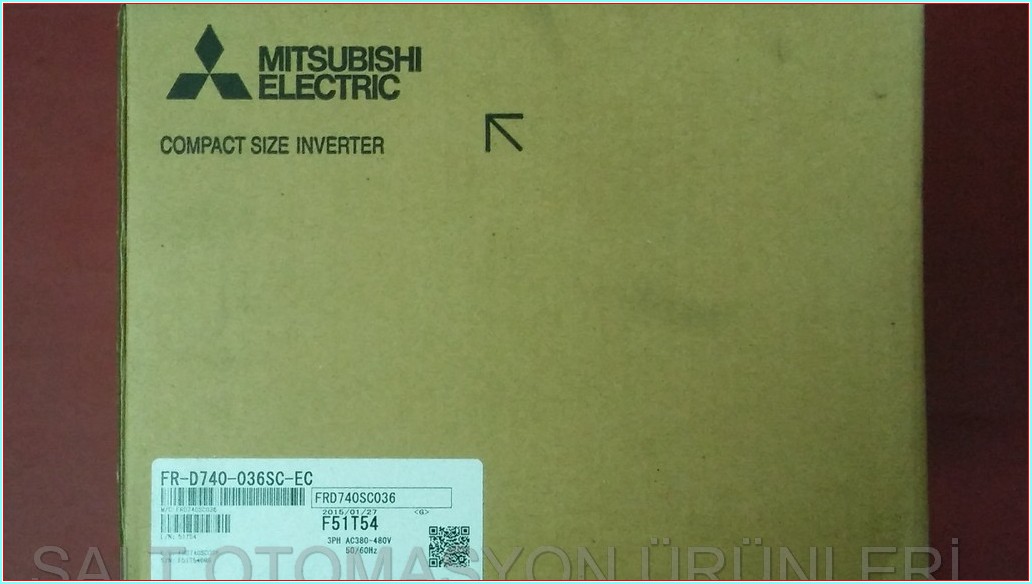 MITSUBISHI
ELECTRIC
COMPACT SIZE INVERTER
FR-D740-036SC-EC
FRD740SC036
M/D:FRD740SC036
2015/01/27 <G>
F51T54
3PH AC380-480V
50/60Hz
SALT OTOMASYON ÜRÜNLERİ